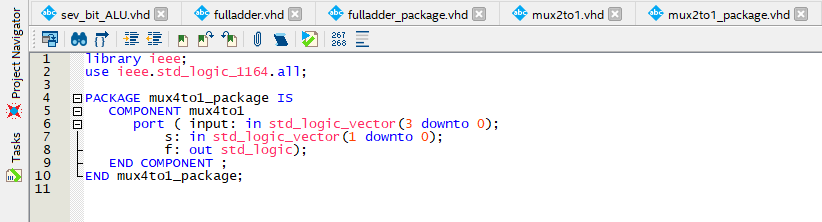 sev_bit_ALU.vhd fulladder.vhd fulladder_package.vhd mux2to1.vhd mux2to1_package.vhd
267
268
Project Navigator
Tasks
1 library ieee;
2 use ieee.std_logic_1164.all;
3
4 PACKAGE mux4to1_package IS
5 COMPONENT mux4to1
6 port ( input: in std_logic_vector(3 downto 0);
7 s: in std_logic_vector(1 downto 0);
8 f: out std_logic);
9 END COMPONENT ;
10 END mux4to1_package;
11